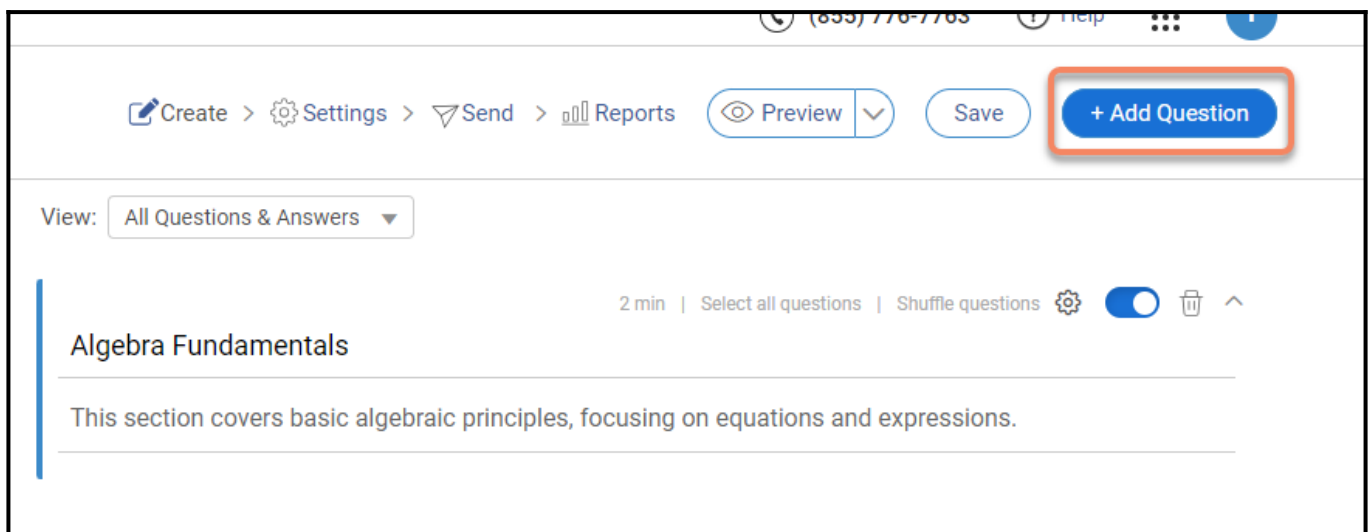 (855) 776-7763 Help
Create > Settings > Send > Reports Preview Save + Add Question
View: All Questions & Answers
2 min | Select all questions | Shuffle questions
Algebra Fundamentals
This section covers basic algebraic principles, focusing on equations and expressions.